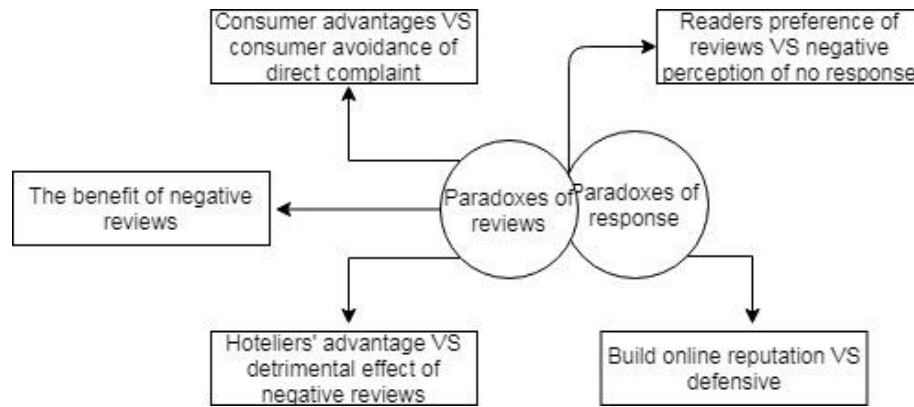 Consumer advantages VS
consumer avoidance of
direct complaint
Readers preference of
reviews VS negative
perception of no response
The benefit of negative
reviews
Paradoxes of
reviews
Paradoxes of
response
Hoteliers' advantage VS
detrimental effect of
negative reviews
Build online reputation VS
defensive